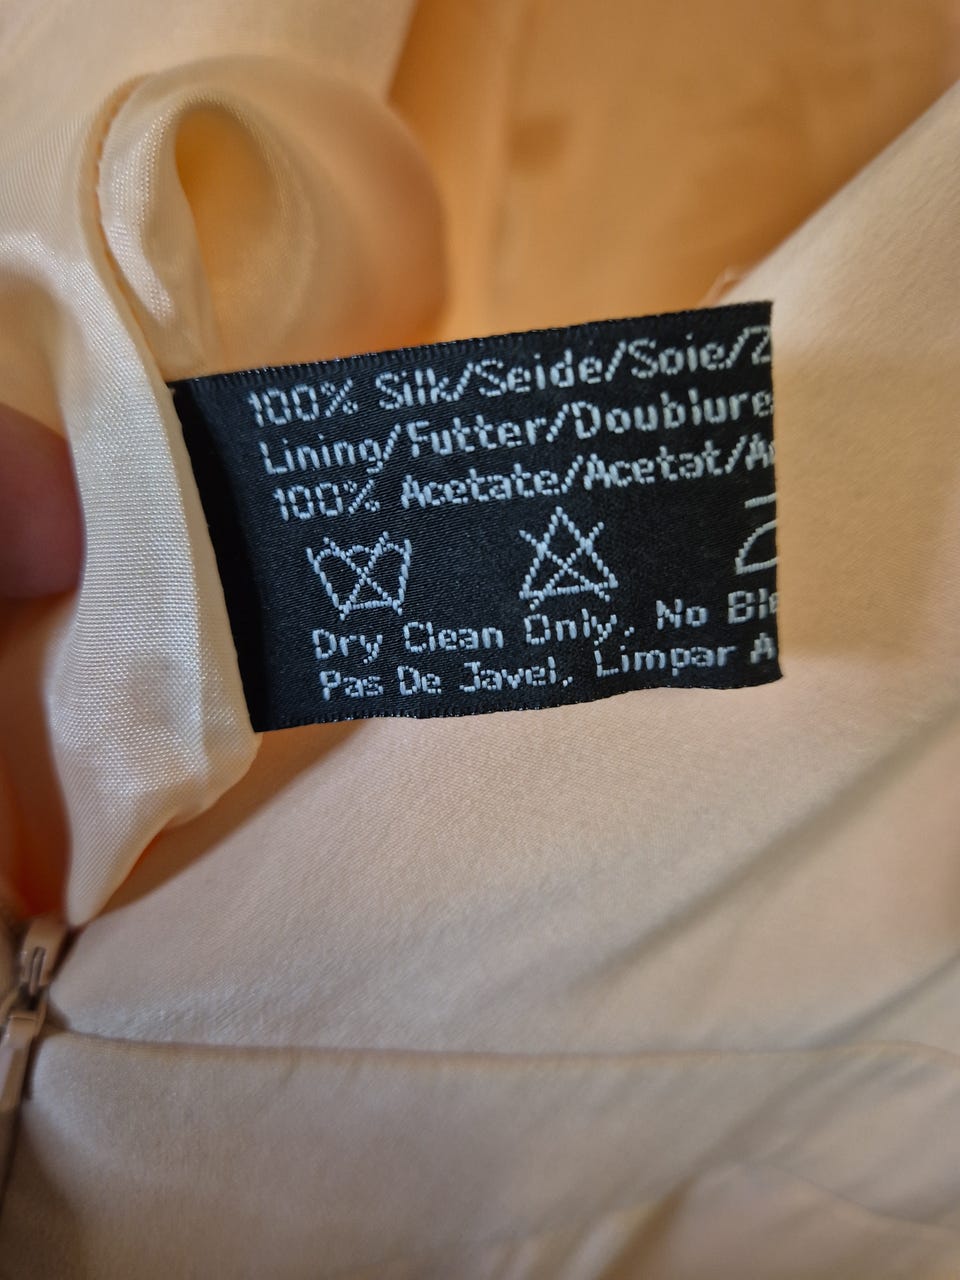 100% Silk/Seide/Soie/
Lining/Futter/Doublure
100% Acetate/Acetat/
Dry Clean Only, No
Pas De Javel, Limpar